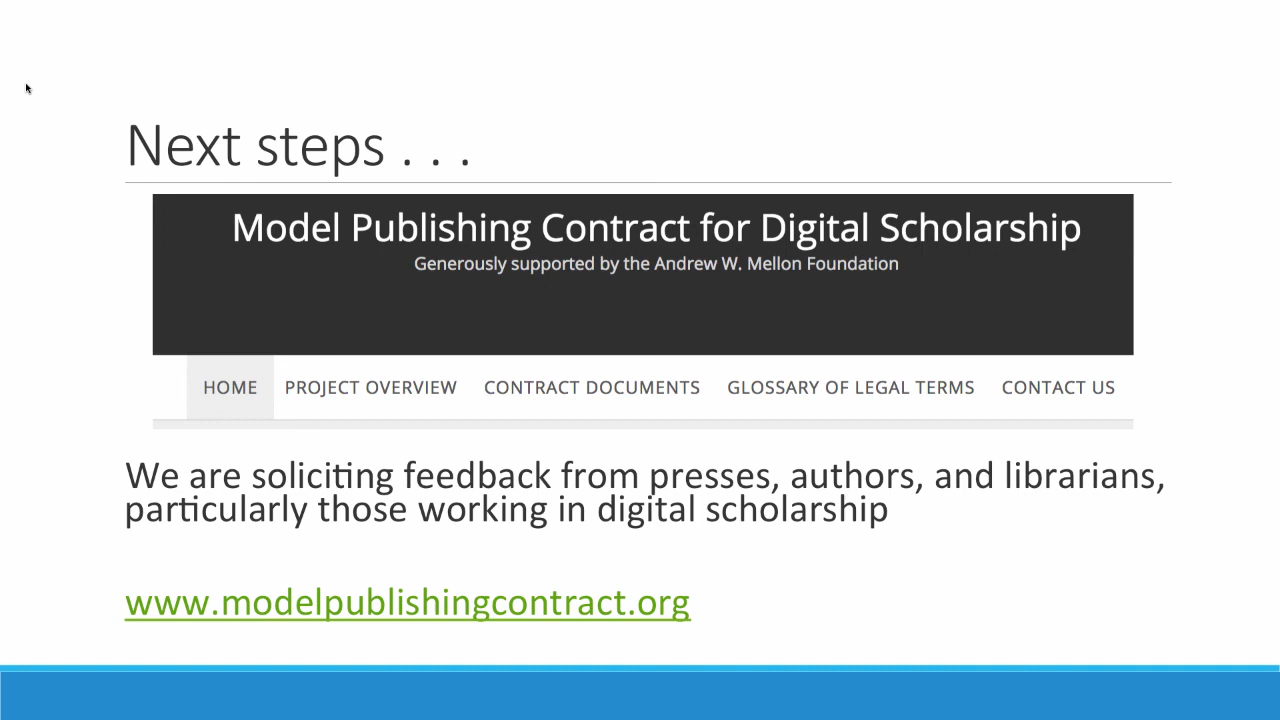 Next steps . . .
Model Publishing Contract for Digital Scholarship
Generously supported by the Andrew W. Mellon Foundation
HOME PROJECT OVERVIEW CONTRACT DOCUMENTS GLOSSARY OF LEGAL TERMS CONTACT US
We are soliciting feedback from presses, authors, and librarians,
particularly those working in digital scholarship
www.modelpublishingcontract.org